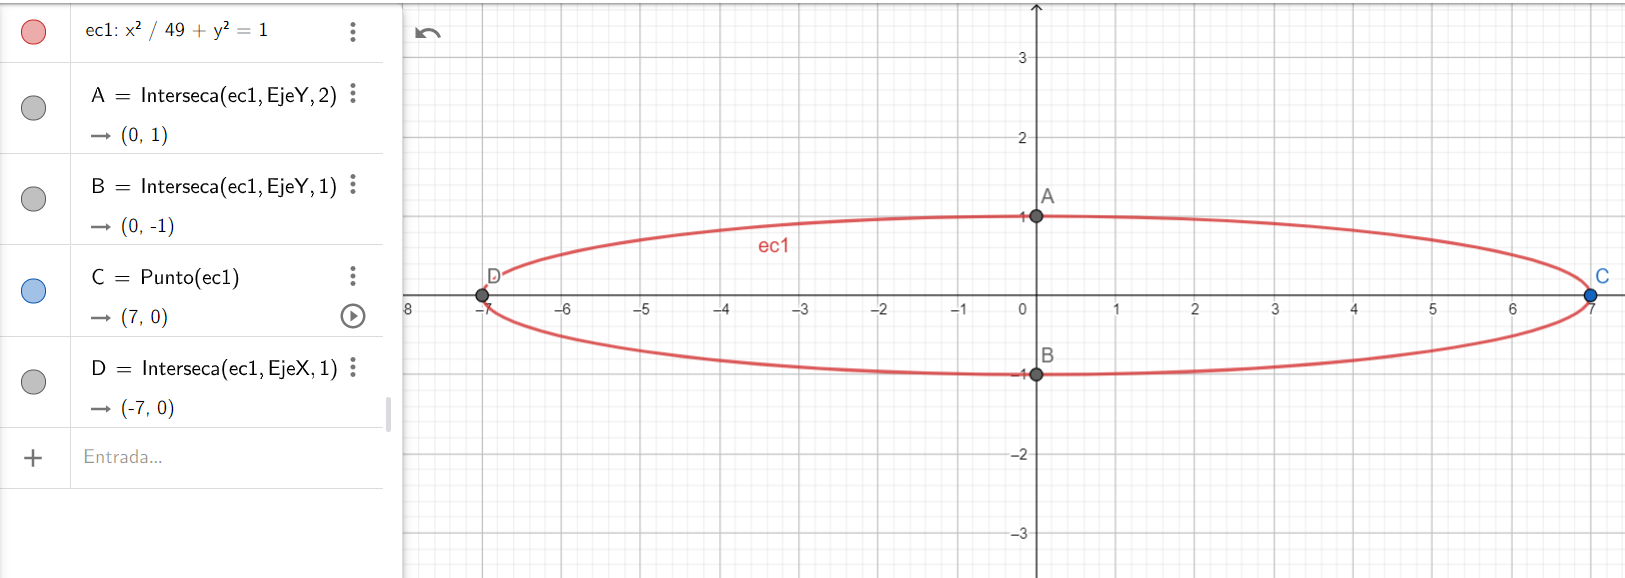 ec1: x² / 49 + y² = 1
A = Interseca(ec1, EjeY, 2)
→ (0, 1)
B = Interseca(ec1, EjeY, 1)
→ (0, -1)
C = Punto(ec1)
→ (7, 0)
D = Interseca(ec1, EjeX, 1)
→ (-7, 0)
+ Entrada...
3
2
A
1
ec1
D
C
8 –7 –6 –5 –4 –3 –2 –1 0 1 2 3 4 5 6 7
B
–1
–2
–3